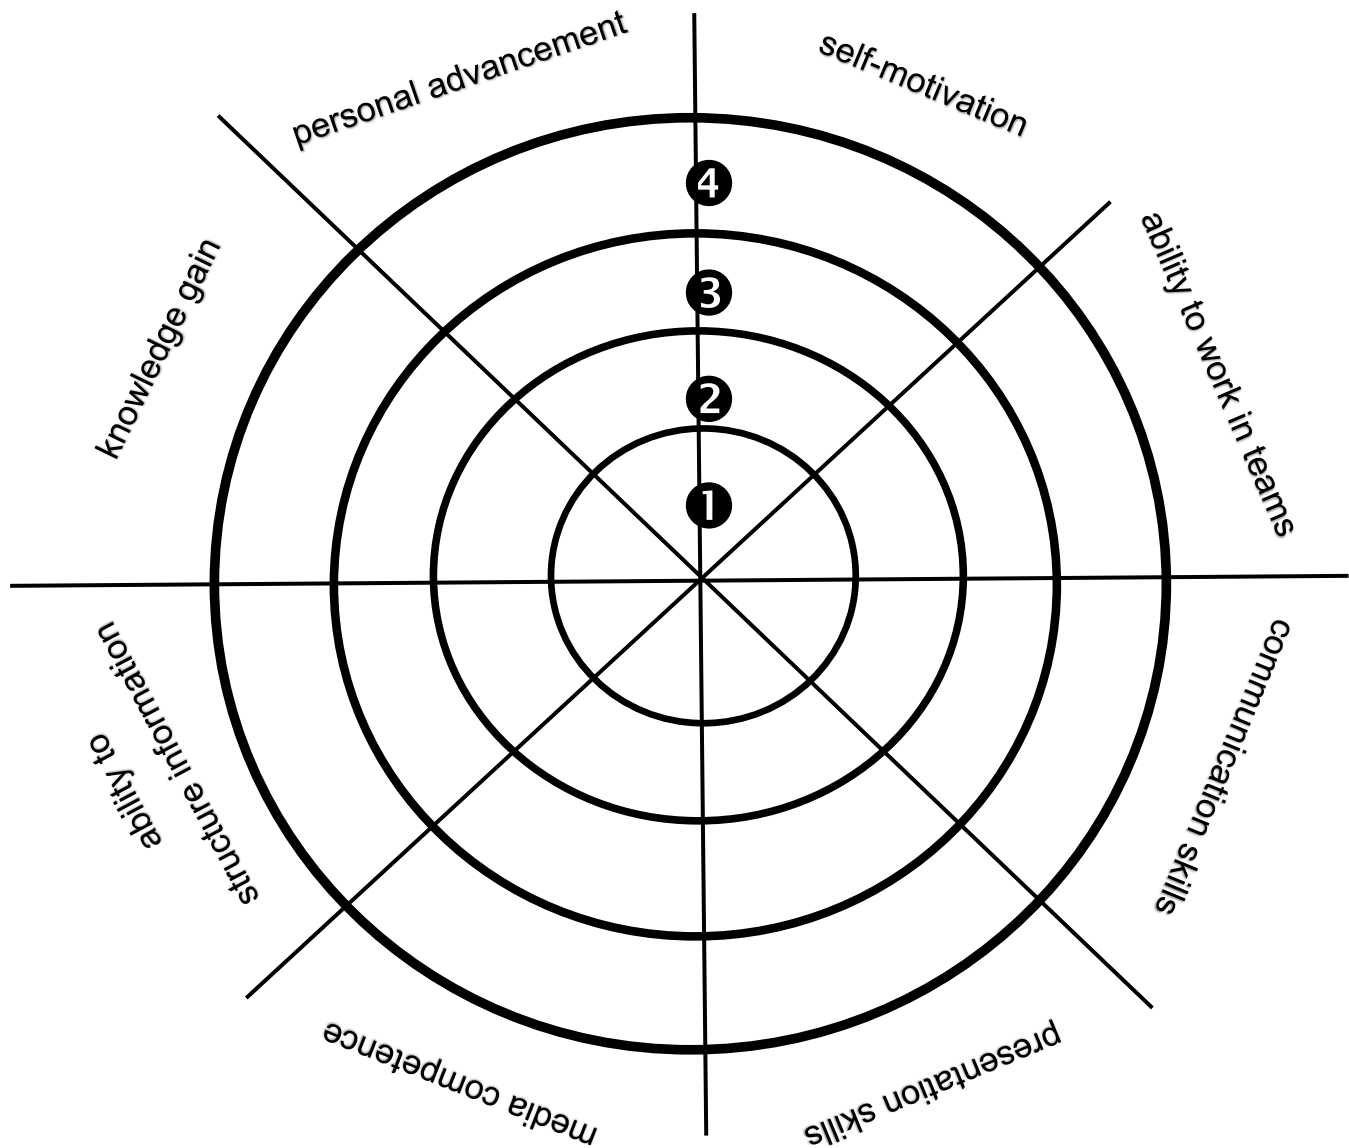 personal advancement
self-motivation
4
ability to work in teams
3
knowledge gain
2
1
communication skills
ability to
structure information
presentation skills
media competence